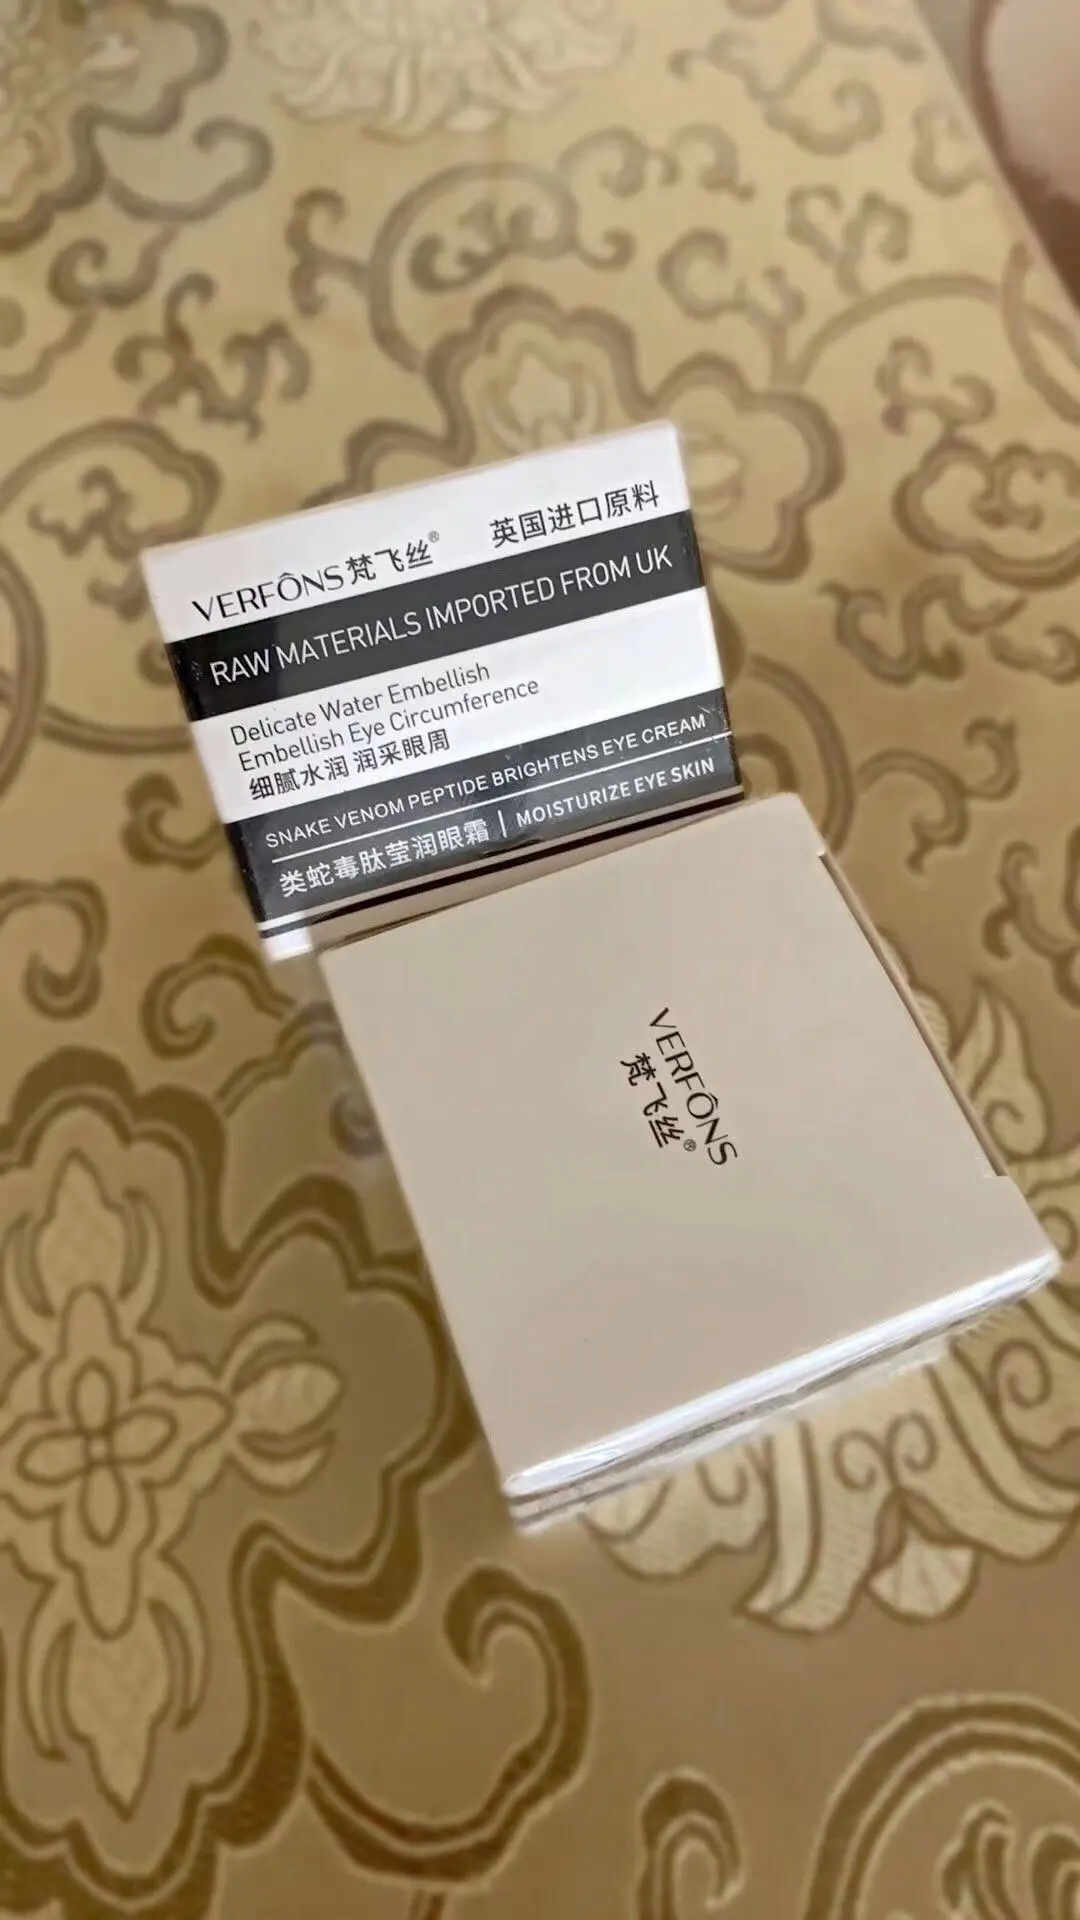 VERFÔNS 梵飞丝® 英国进口原料
RAW MATERIALS IMPORTED FROM UK
Delicate Water Embellish
Embellish Eye Circumference
细腻水润 润采眼周
SNAKE VENOM PEPTIDE BRIGHTENS EYE CREAM
类蛇毒肽莹润眼霜 | MOISTURIZE EYE SKIN
VERFÔNS
梵飞丝®